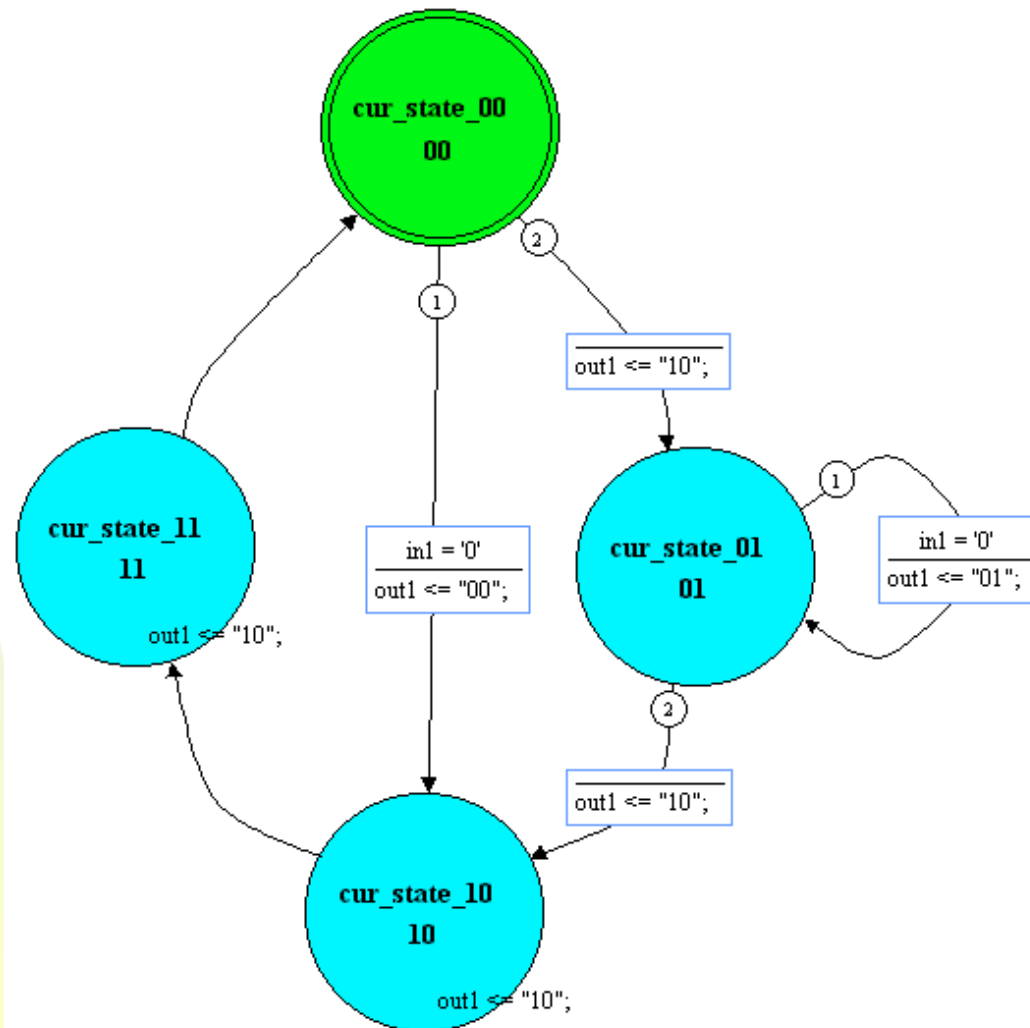 cur_state_00
00
2
1
out1 <= "10";
cur_state_11
11
out1 <= "10";
in1 = '0'
out1 <= "00";
cur_state_01
01
1
in1 = '0'
out1 <= "01";
2
out1 <= "10";
cur_state_10
10
out1 <= "10";